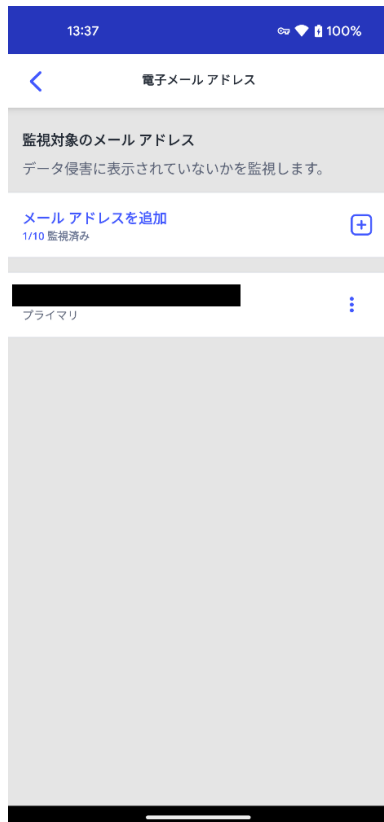 13:37
100%
電子メール アドレス
監視対象のメール アドレス
データ侵害に表示されていないかを監視します。
メール アドレスを追加
1/10 監視済み
プライマリ